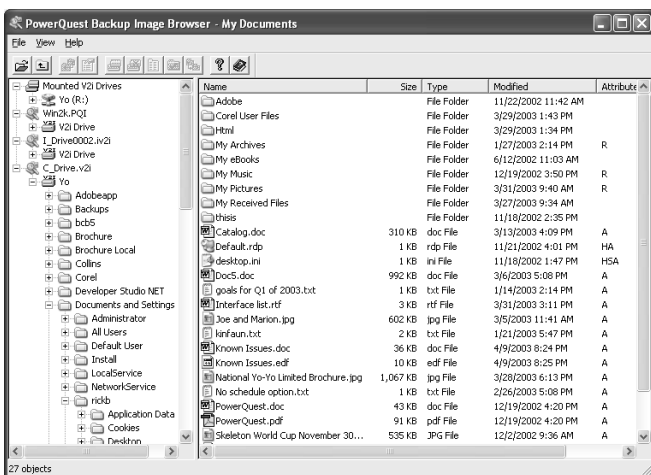 PowerQuest Backup Image Browser - My Documents
File View Help
Mounted V2i Drives
Yo (R:)
Win2k.PQI
V2i Drive
I_Drive0002.iv2i
V2i Drive
C_Drive.v2i
Yo
Adobeapp
Backups
bcb5
Brochure
Brochure Local
Collins
Corel
Developer Studio NET
Documents and Settings
Administrator
All Users
Default User
Install
LocalService
NetworkService
rickb
Application Data
Cookies
Desktop
Name Size Type Modified Attribute
Adobe File Folder 11/22/2002 11:42 AM
Corel User Files File Folder 3/29/2003 1:43 PM
Html File Folder 3/29/2003 1:34 PM
My Archives File Folder 1/27/2003 2:14 PM R
My eBooks File Folder 6/12/2002 11:03 AM
My Music File Folder 12/19/2002 3:50 PM R
My Pictures File Folder 3/31/2003 9:40 AM R
My Received Files File Folder 3/27/2003 9:34 AM
thisis File Folder 11/18/2002 2:35 PM
Catalog.doc 310 KB doc File 3/13/2003 4:09 PM A
Default.rdp 1 KB rdp File 11/21/2002 4:01 PM HA
desktop.ini 1 KB ini File 11/18/2002 1:47 PM HSA
Doc5.doc 992 KB doc File 3/6/2003 5:08 PM A
goals for Q1 of 2003.txt 1 KB txt File 1/14/2003 2:14 PM A
Interface list.rtf 3 KB rtf File 3/31/2003 3:11 PM A
Joe and Marion.jpg 602 KB jpg File 3/5/2003 11:41 AM A
kinfaun.txt 2 KB txt File 1/21/2003 5:47 PM A
Known Issues.doc 36 KB doc File 4/9/2003 8:24 PM A
Known Issues.edf 10 KB edf File 4/9/2003 8:25 PM A
National Yo-Yo Limited Brochure.jpg 1,067 KB jpg File 3/28/2003 6:13 PM A
No schedule option.txt 1 KB txt File 2/26/2003 5:08 PM A
PowerQuest.doc 43 KB doc File 12/19/2002 4:20 PM A
PowerQuest.pdf 91 KB pdf File 12/19/2002 4:20 PM A
Skeleton World Cup November 30... 535 KB JPG File 12/2/2002 9:36 AM A
27 objects